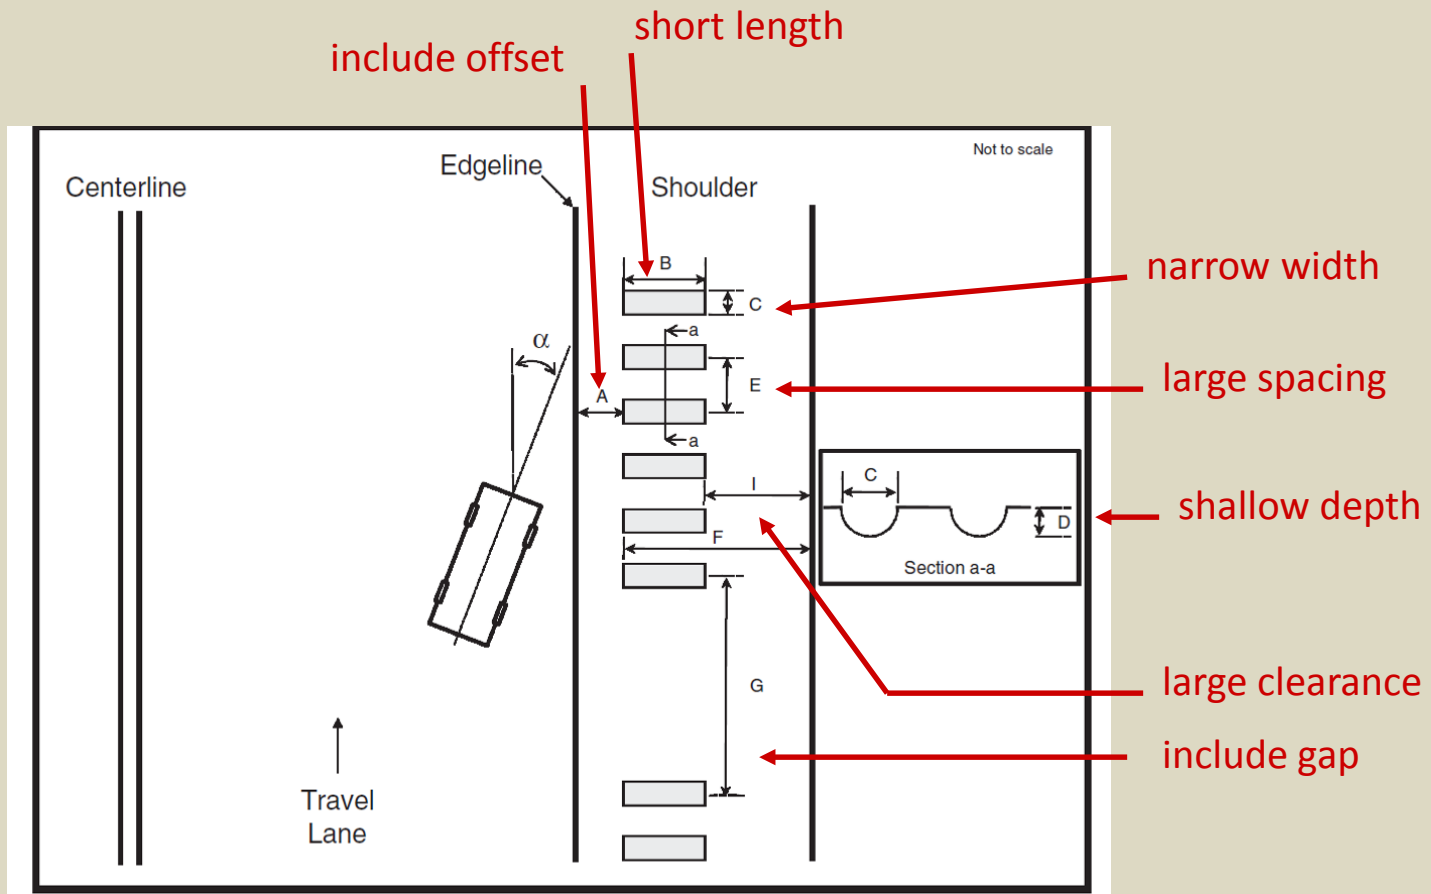 short length
include offset
Not to scale
Edgeline
Centerline
Shoulder
B
narrow width
C
a
α
large spacing
E
A
a
C
I
shallow depth
D
F
Section a-a
large clearance
G
include gap
Travel
Lane